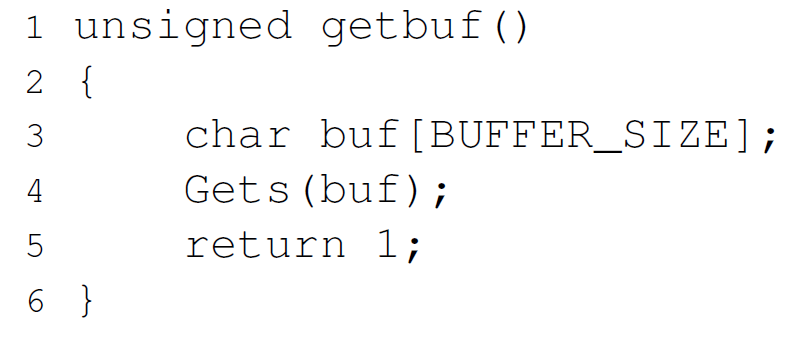 1 unsigned getbuf()
2 {
3     char buf[BUFFER_SIZE];
4     Gets(buf);
5     return 1;
6 }